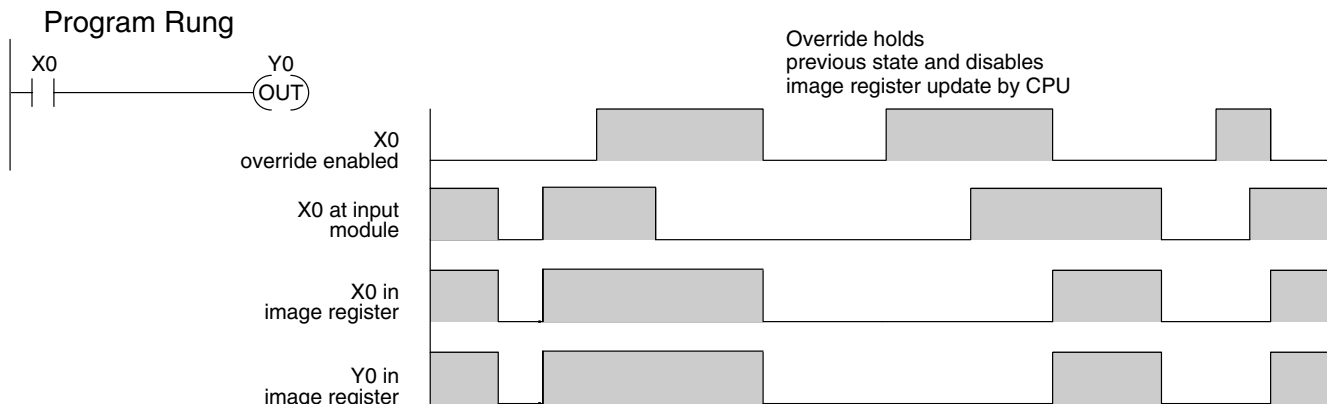 Program Rung
X0
Y0
OUT
Override holds
previous state and disables
image register update by CPU
X0
override enabled
X0 at input
module
X0 in
image register
Y0 in
image register